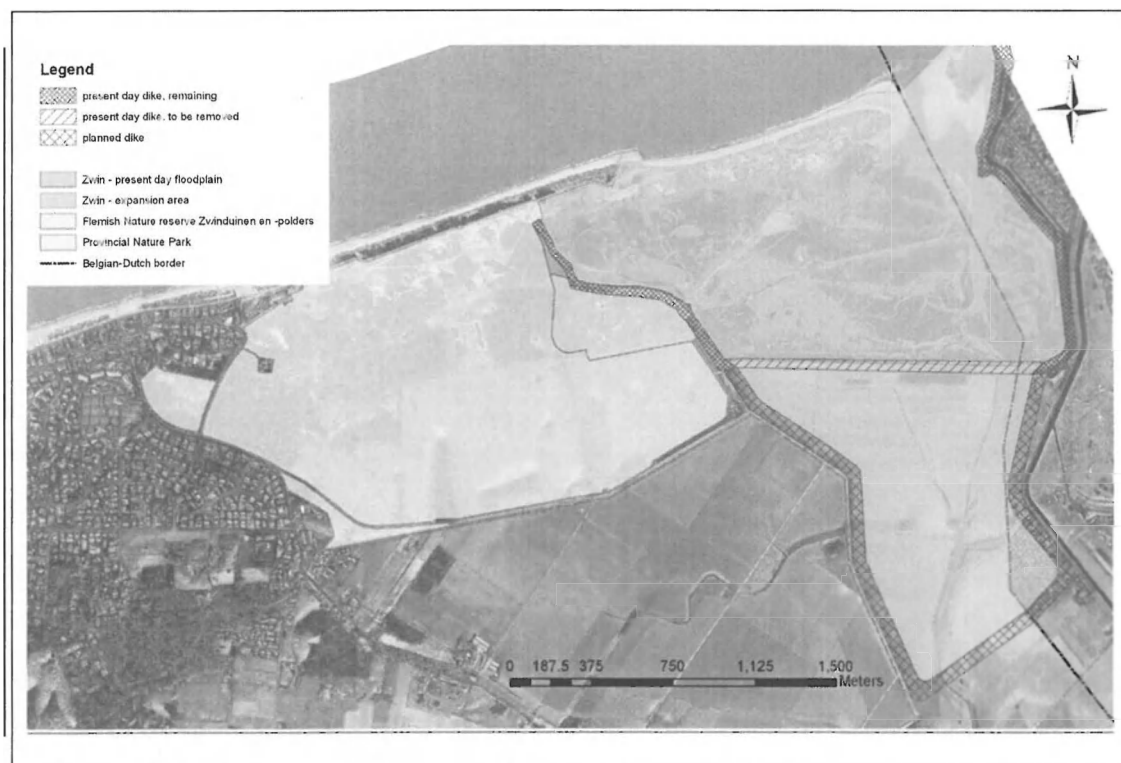 Legend
present day dike, remaining
present day dike, to be removed
planned dike
Zwin - present day floodplain
Zwin - expansion area
Flemish Nature reserve Zwinduinen en -polders
Provincial Nature Park
Belgian-Dutch border
N
0 187.5 375 750 1,125 1,500
Meters